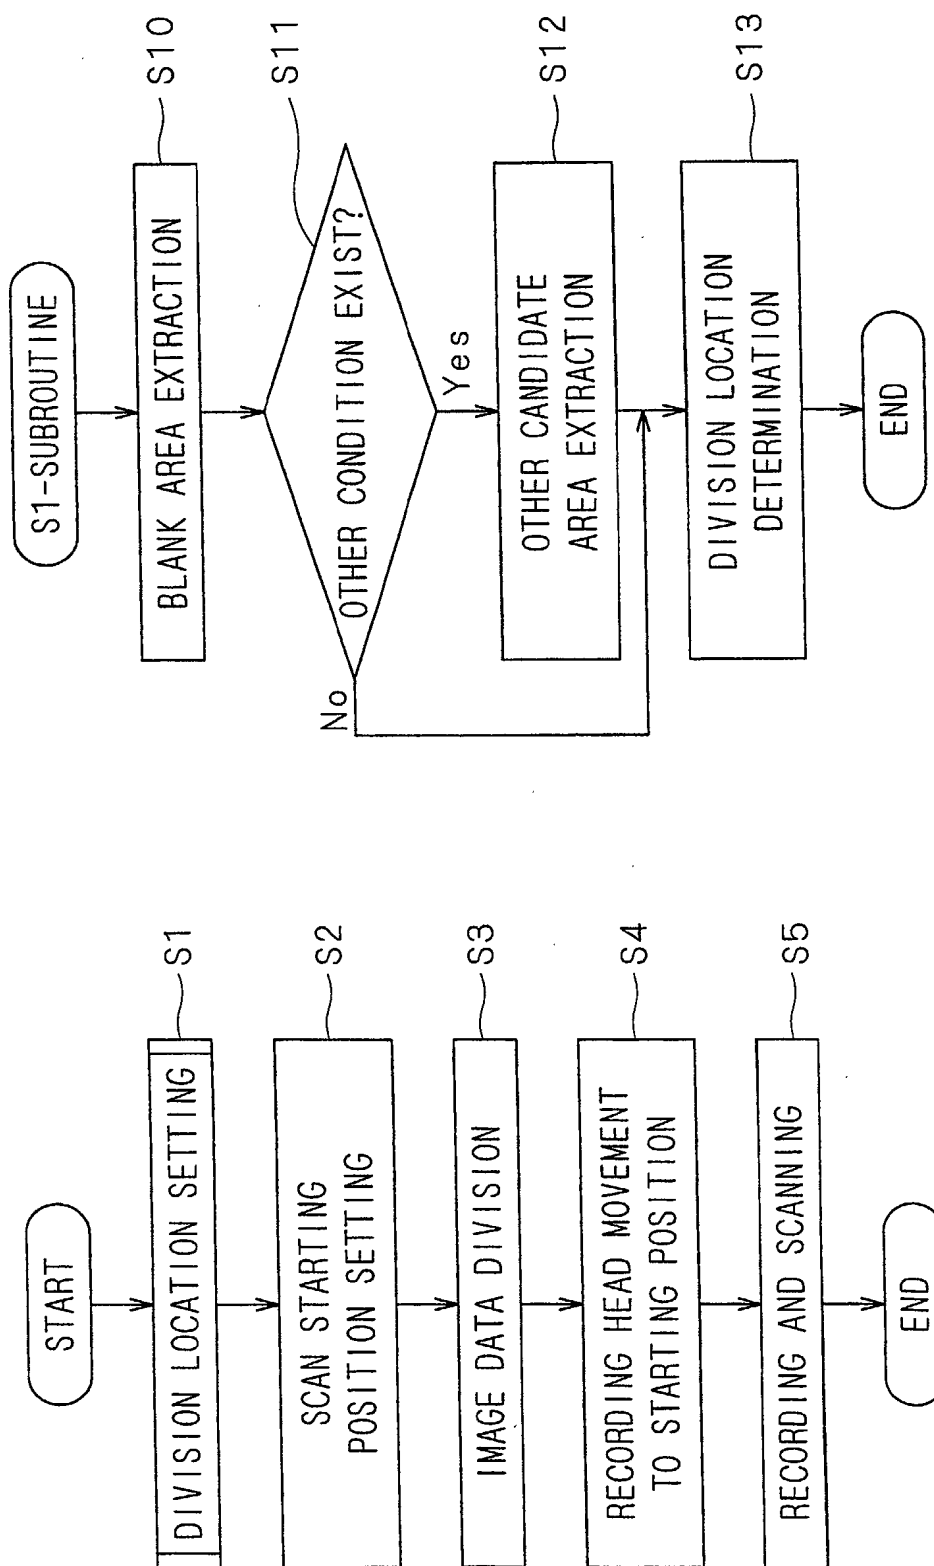 START
DIVISION LOCATION SETTING
S1
SCAN STARTING
POSITION SETTING
S2
IMAGE DATA DIVISION
S3
RECORDING HEAD MOVEMENT
TO STARTING POSITION
S4
RECORDING AND SCANNING
S5
END
S1-SUBROUTINE
BLANK AREA EXTRACTION
S10
OTHER CONDITION EXIST?
S11
No
Yes
OTHER CANDIDATE
AREA EXTRACTION
S12
DIVISION LOCATION
DETERMINATION
S13
END